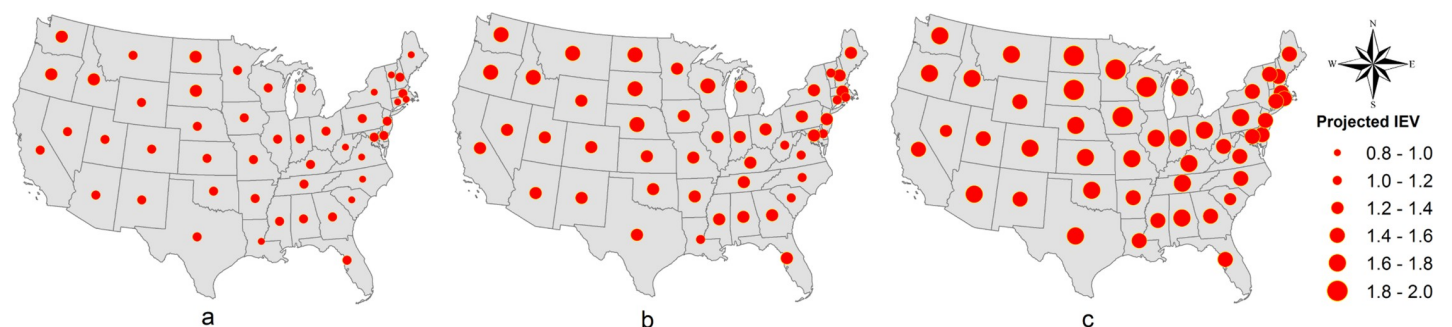 N
W E
S
Projected IEV
0.8 - 1.0
1.0 - 1.2
1.2 - 1.4
1.4 - 1.6
1.6 - 1.8
1.8 - 2.0
a b c